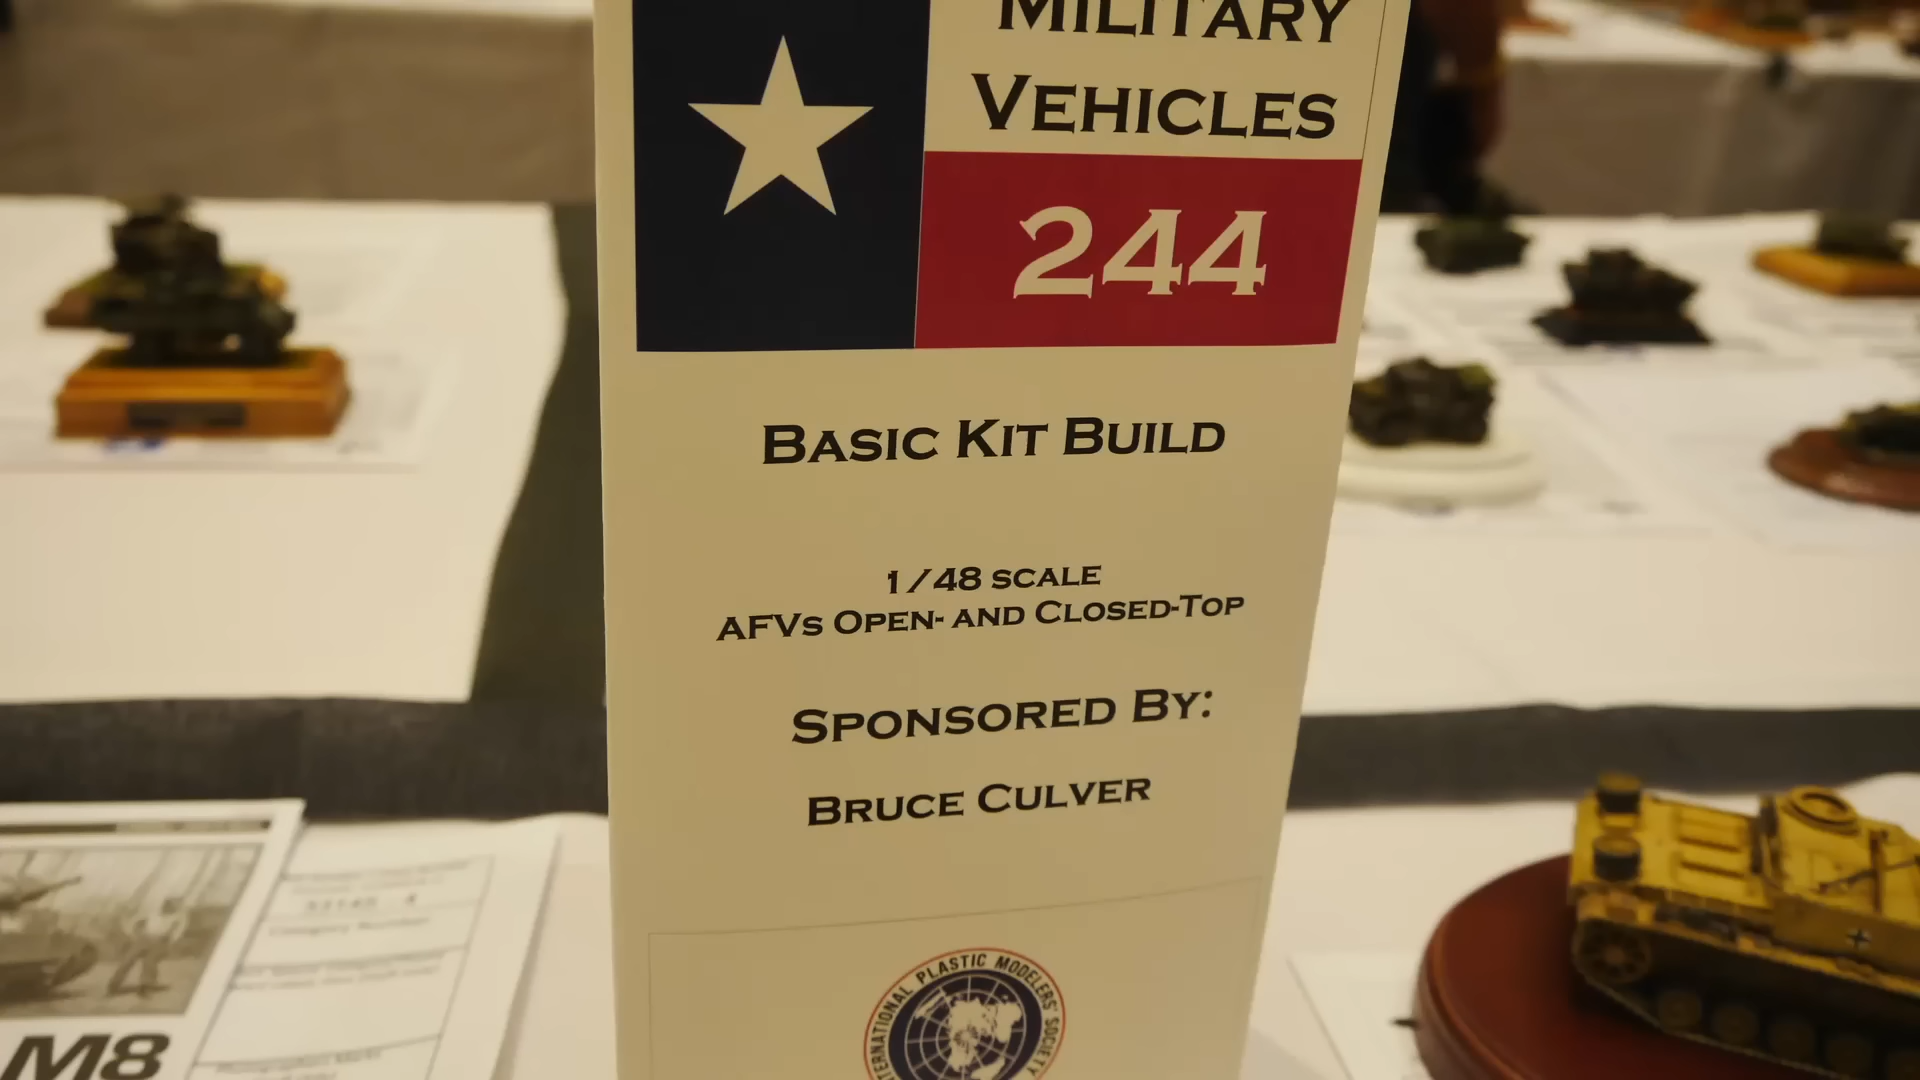 MILITARY
VEHICLES
244
BASIC KIT BUILD
1/48 SCALE
AFVS OPEN- AND CLOSED-TOP
SPONSORED BY:
BRUCE CULVER
INTERNATIONAL PLASTIC MODELERS' SOCIETY
M8